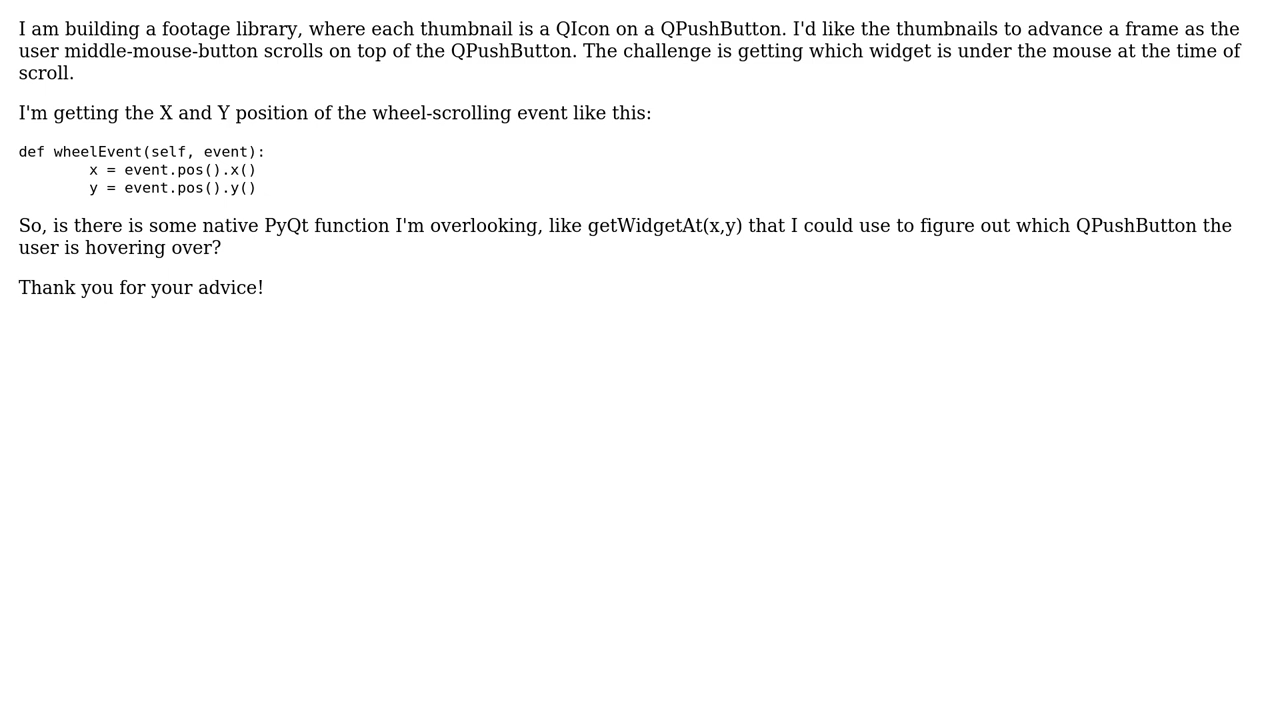 I am building a footage library, where each thumbnail is a QIcon on a QPushButton. I'd like the thumbnails to advance a frame as the
user middle-mouse-button scrolls on top of the QPushButton. The challenge is getting which widget is under the mouse at the time of
scroll.
I'm getting the X and Y position of the wheel-scrolling event like this:
def wheelEvent(self, event):
        x = event.pos().x()
        y = event.pos().y()
So, is there is some native PyQt function I'm overlooking, like getWidgetAt(x,y) that I could use to figure out which QPushButton the
user is hovering over?
Thank you for your advice!